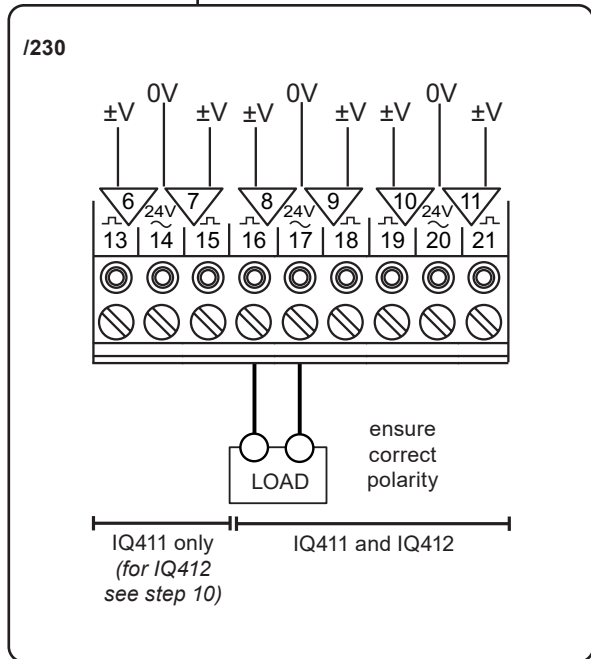 /230
0V 0V 0V
±V ±V ±V ±V ±V ±V
6 7 8 9 10 11
24V 24V 24V
13 14 15 16 17 18 19 20 21
LOAD
ensure
correct
polarity
IQ411 only
(for IQ412
see step 10)
IQ411 and IQ412